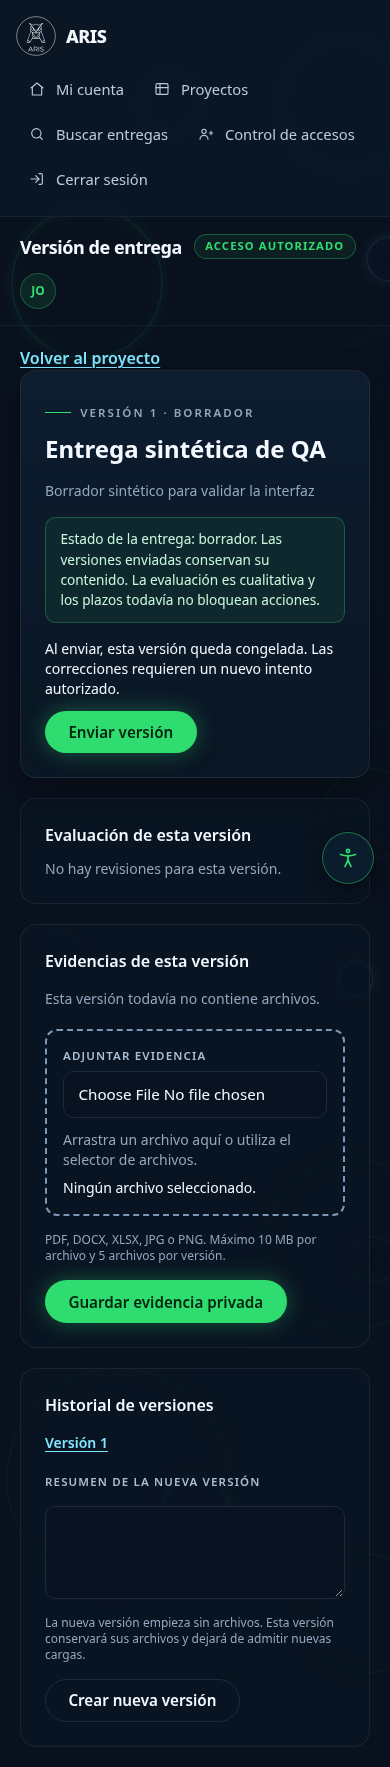 ARIS
ARIS
Mi cuenta
Proyectos
Buscar entregas
Control de accesos
Cerrar sesión
Versión de entrega
ACCESO AUTORIZADO
JO
Volver al proyecto
VERSIÓN 1 · BORRADOR
Entrega sintética de QA
Borrador sintético para validar la interfaz
Estado de la entrega: borrador. Las
versiones enviadas conservan su
contenido. La evaluación es cualitativa y
los plazos todavía no bloquean acciones.
Al enviar, esta versión queda congelada. Las
correcciones requieren un nuevo intento
autorizado.
Enviar versión
Evaluación de esta versión
No hay revisiones para esta versión.
Evidencias de esta versión
Esta versión todavía no contiene archivos.
ADJUNTAR EVIDENCIA
Choose File No file chosen
Arrastra un archivo aquí o utiliza el
selector de archivos.
Ningún archivo seleccionado.
PDF, DOCX, XLSX, JPG o PNG. Máximo 10 MB por
archivo y 5 archivos por versión.
Guardar evidencia privada
Historial de versiones
Versión 1
RESUMEN DE LA NUEVA VERSIÓN
La nueva versión empieza sin archivos. Esta versión
conservará sus archivos y dejará de admitir nuevas
cargas.
Crear nueva versión